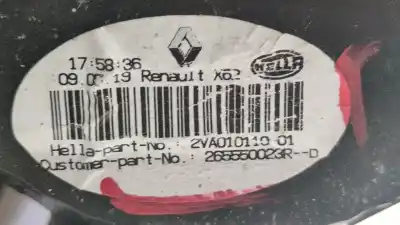 17:58:36
HELLA
Renault X62
Hella-part-no.: 2VA010110-01
Customer-part-No.: 265550023R--D